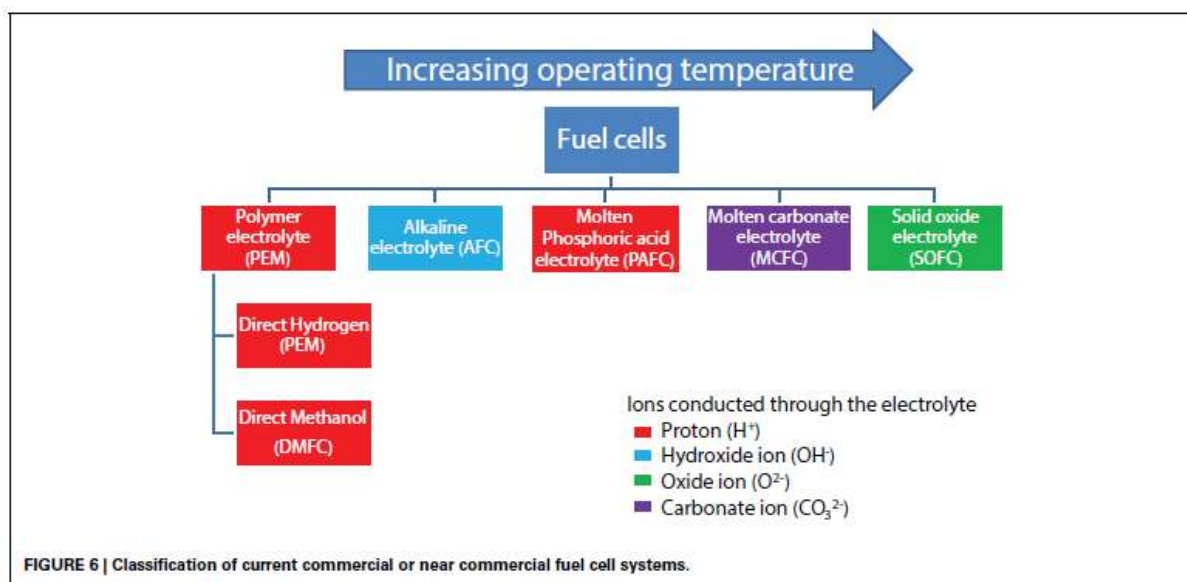 Increasing operating temperature
Fuel cells
Polymer
electrolyte
(PEM)
Alkaline
electrolyte (AFC)
Molten
Phosphoric acid
electrolyte (PAFC)
Molten carbonate
electrolyte
(MCFC)
Solid oxide
electrolyte
(SOFC)
Direct Hydrogen
(PEM)
Direct Methanol
(DMFC)
Ions conducted through the electrolyte
Proton (H⁺)
Hydroxide ion (OH⁻)
Oxide ion (O²⁻)
Carbonate ion (CO₃²⁻)
FIGURE 6 | Classification of current commercial or near commercial fuel cell systems.